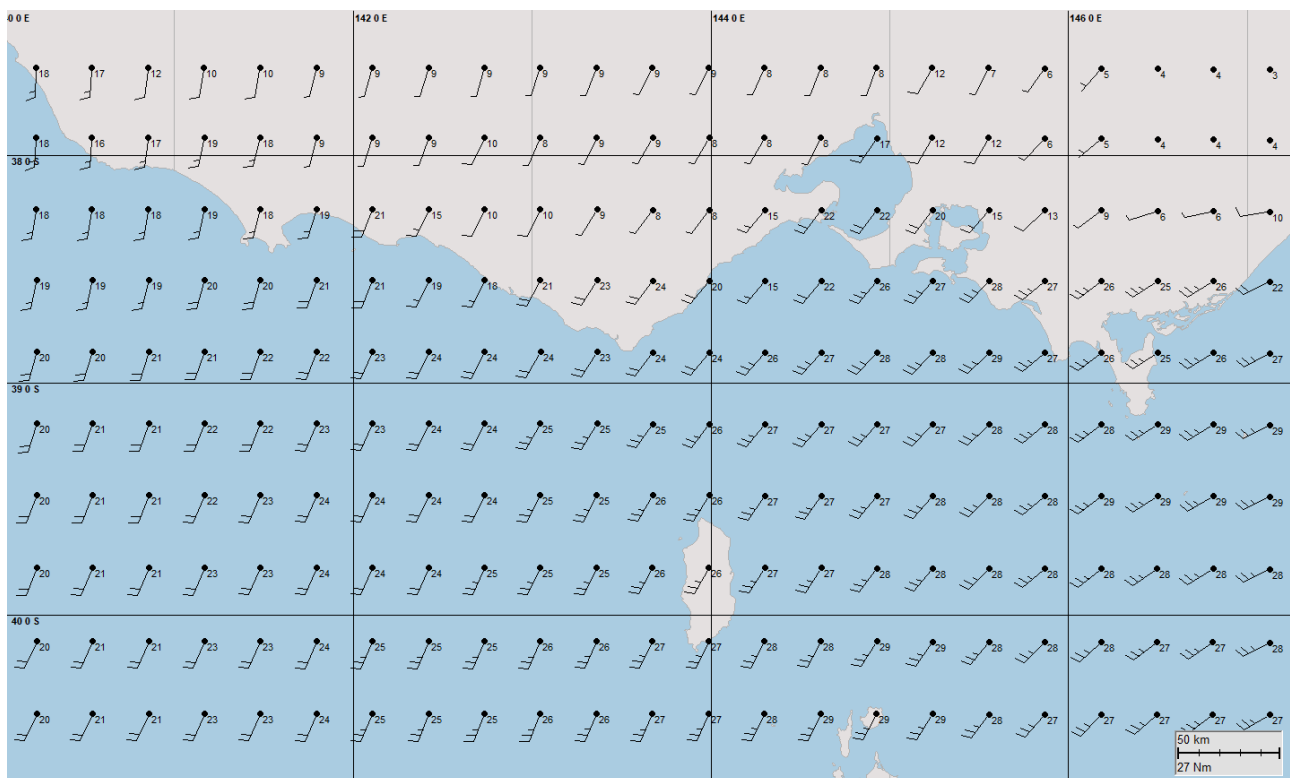 40 0 E 142 0 E 144 0 E 146 0 E
18 17 12 10 10 9 9 9 9 9 9 9 9 8 8 8 12 7 6 5 4 4 3
18 16 17 19 18 9 9 9 10 8 9 9 8 8 8 17 12 12 6 5 4 4 4
38 0 S
18 18 18 19 18 19 21 15 10 10 9 8 8 15 22 22 20 15 13 9 6 6 10
19 19 19 20 20 21 21 19 18 21 23 24 20 15 22 26 27 28 27 26 25 26 22
20 20 21 21 22 22 23 24 24 24 23 24 24 26 27 28 28 29 27 26 25 26 27
39 0 S
20 21 21 22 22 23 23 24 24 25 25 25 26 27 27 27 27 28 28 28 29 29 29
20 21 21 22 23 24 24 24 24 25 25 26 26 27 27 27 28 28 28 29 29 29 29
20 21 21 23 23 24 24 24 25 25 25 26 26 27 27 28 28 28 28 28 28 28 28
40 0 S
20 21 21 23 23 24 25 25 25 26 26 27 27 28 28 29 29 28 28 28 27 27 28
20 21 21 23 23 24 25 25 25 26 26 27 27 28 29 29 29 28 27 27 27 27 27
50 km
27 Nm